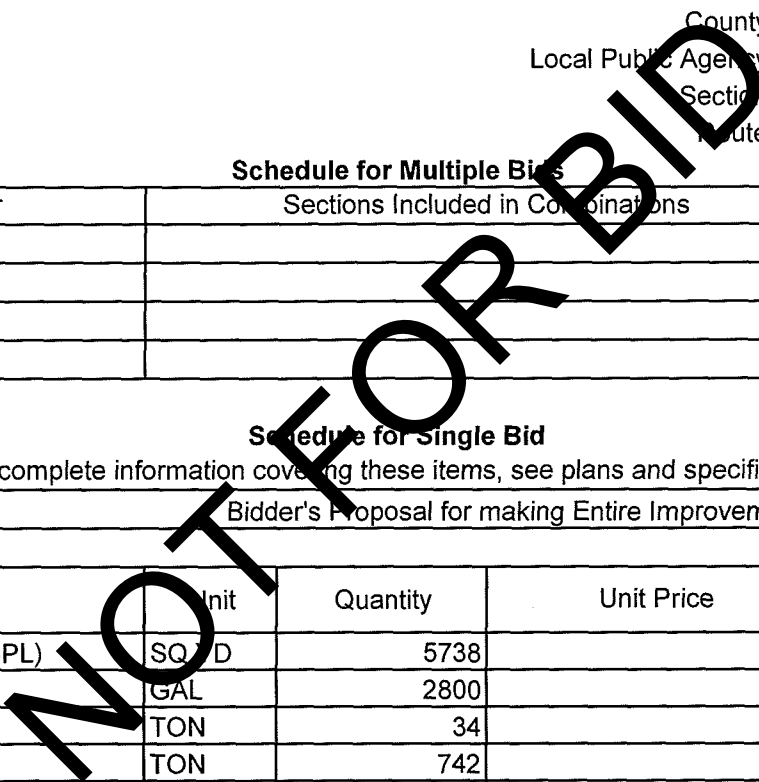 County
Local Public Agency
Section
Route
Schedule for Multiple Bids
Sections Included in Combinations
Schedule for Single Bid
complete information covering these items, see plans and specifi
Bidder's Proposal for making Entire Improvem
Unit Quantity Unit Price
PL) SQ YD 5738
GAL 2800
TON 34
TON 742
NOT FOR BID